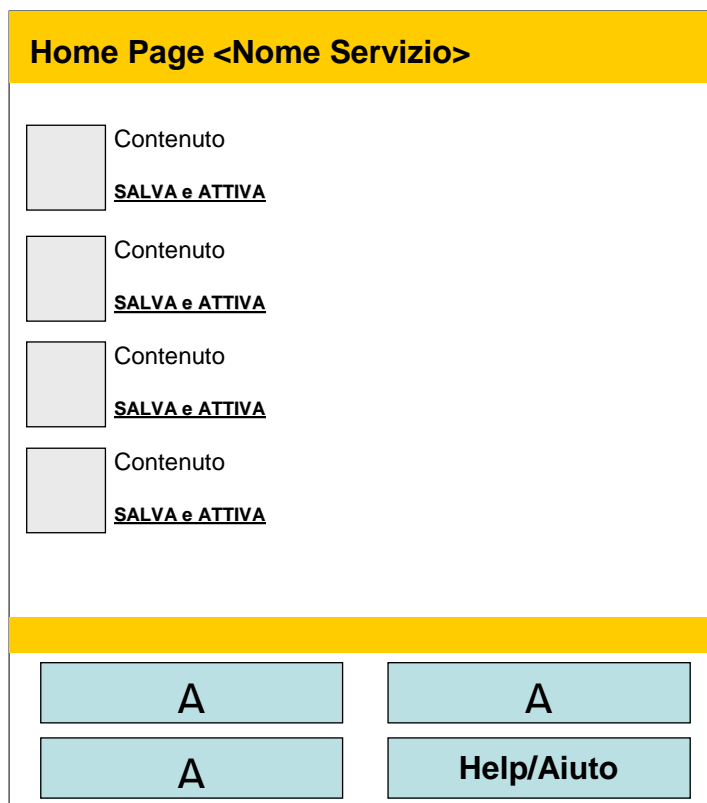 Home Page <Nome Servizio>
Contenuto
SALVA e ATTIVA
Contenuto
SALVA e ATTIVA
Contenuto
SALVA e ATTIVA
Contenuto
SALVA e ATTIVA
A
A
A
Help/Aiuto